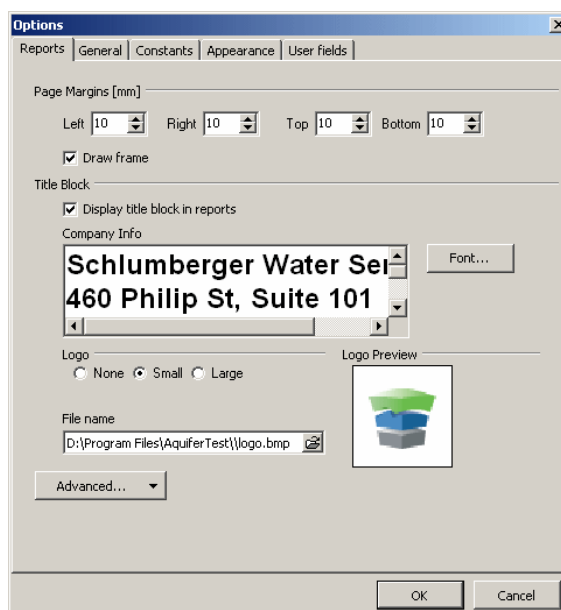 Options
Reports General Constants Appearance User fields
Page Margins [mm]
Left 10 Right 10 Top 10 Bottom 10
Draw frame
Title Block
Display title block in reports
Company Info
Schlumberger Water Ser
460 Philip St, Suite 101
Font...
Logo Logo Preview
None Small Large
File name
D:\Program Files\AquiferTest\\logo.bmp
Advanced...
OK Cancel